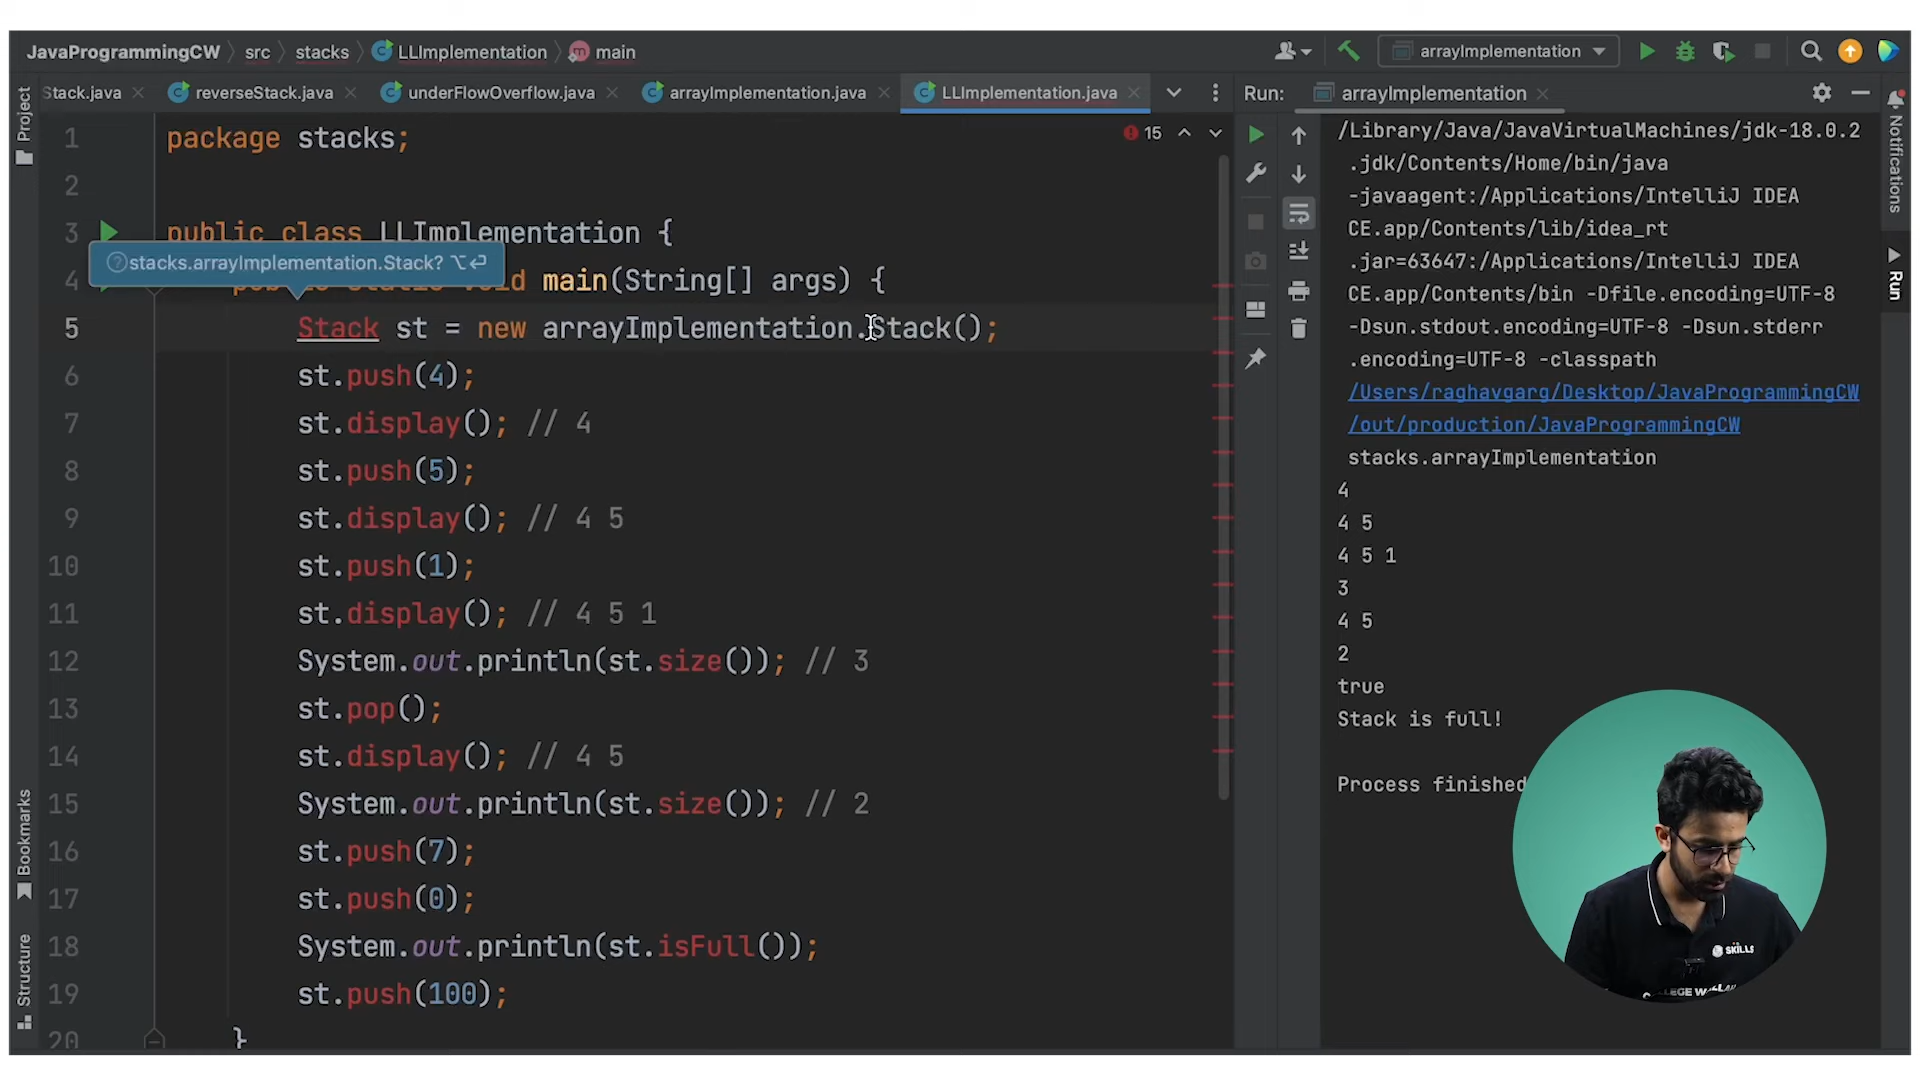 JavaProgrammingCW src stacks LLImplementation main
arrayImplementation
Stack.java reverseStack.java underFlowOverflow.java arrayImplementation.java LLImplementation.java
Run: arrayImplementation
Project
15
1 package stacks;
2
3 public class LLImplementation {
stacks.arrayImplementation.Stack? ⌥⏎
4 public static void main(String[] args) {
5 Stack st = new arrayImplementation.Stack();
6 st.push(4);
7 st.display(); // 4
8 st.push(5);
9 st.display(); // 4 5
10 st.push(1);
11 st.display(); // 4 5 1
12 System.out.println(st.size()); // 3
13 st.pop();
14 st.display(); // 4 5
15 System.out.println(st.size()); // 2
16 st.push(7);
17 st.push(0);
18 System.out.println(st.isFull());
19 st.push(100);
20 }
Bookmarks
Structure
/Library/Java/JavaVirtualMachines/jdk-18.0.2
.jdk/Contents/Home/bin/java
-javaagent:/Applications/IntelliJ IDEA
CE.app/Contents/lib/idea_rt
.jar=63647:/Applications/IntelliJ IDEA
CE.app/Contents/bin -Dfile.encoding=UTF-8
-Dsun.stdout.encoding=UTF-8 -Dsun.stderr
.encoding=UTF-8 -classpath
/Users/raghavgarg/Desktop/JavaProgrammingCW
/out/production/JavaProgrammingCW
stacks.arrayImplementation
4
4 5
4 5 1
3
4 5
2
true
Stack is full!
Process finished
Notifications
Run
SKILLS